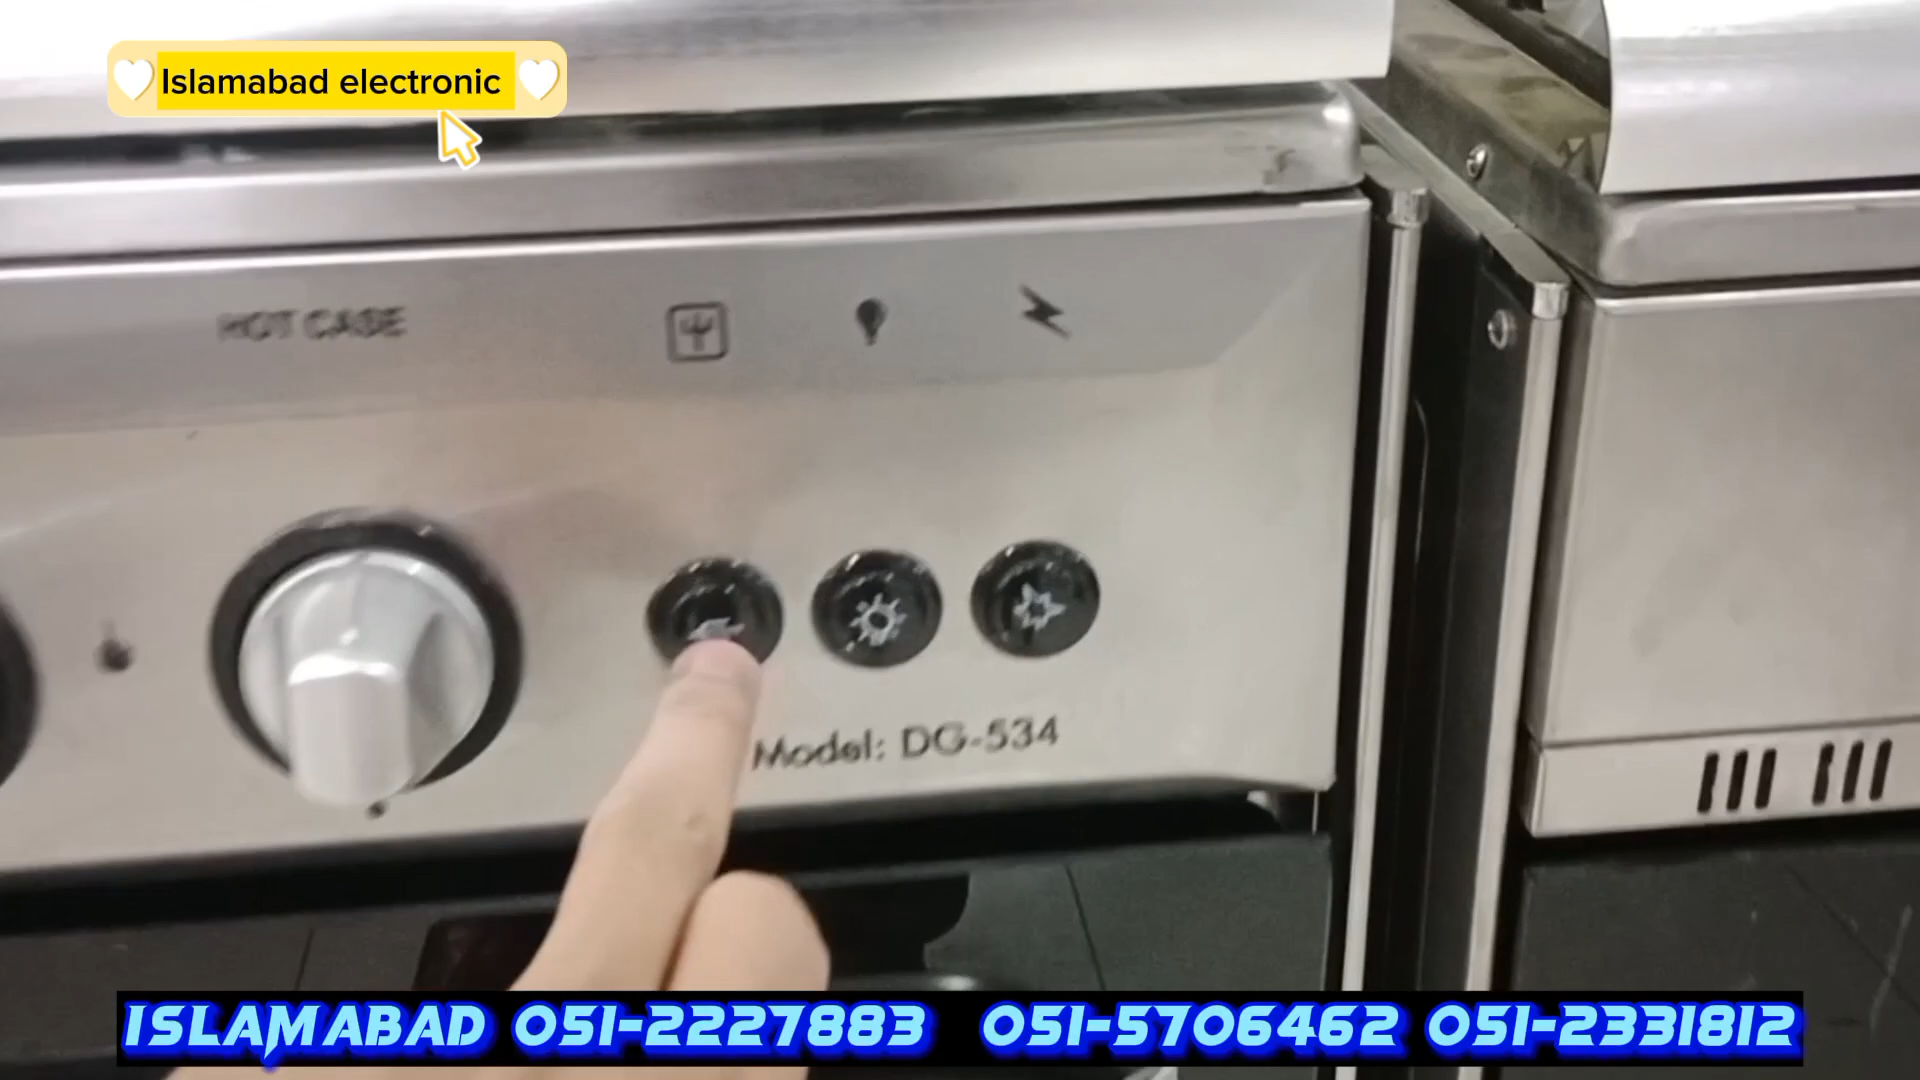 Islamabad electronic
HOT CASE
Model: DG-534
ISLAMABAD 051-2227883 051-5706462 051-2331812